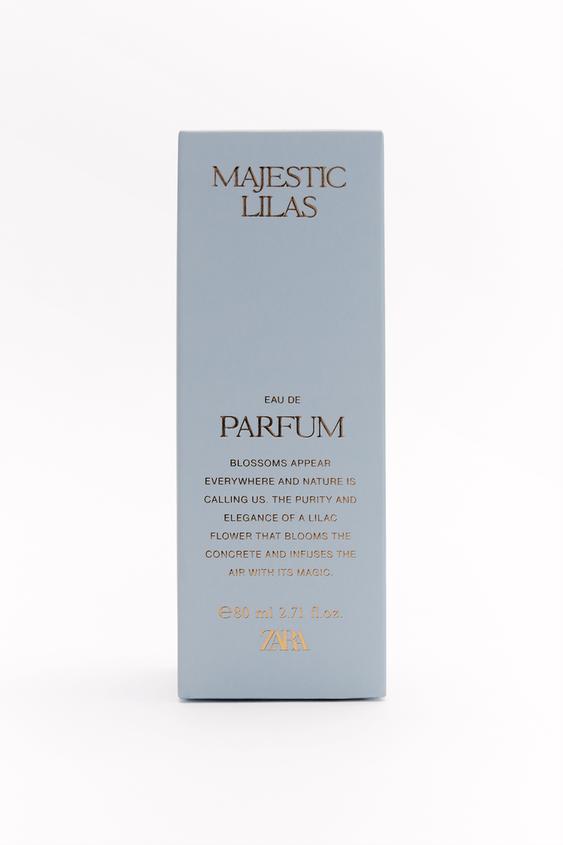 MAJESTIC
LILAS
EAU DE
PARFUM
BLOSSOMS APPEAR
EVERYWHERE AND NATURE IS
CALLING US. THE PURITY AND
ELEGANCE OF A LILAC
FLOWER THAT BLOOMS THE
CONCRETE AND INFUSES THE
AIR WITH ITS MAGIC.
℮80 ml 2.71 fl.oz.
ZARA